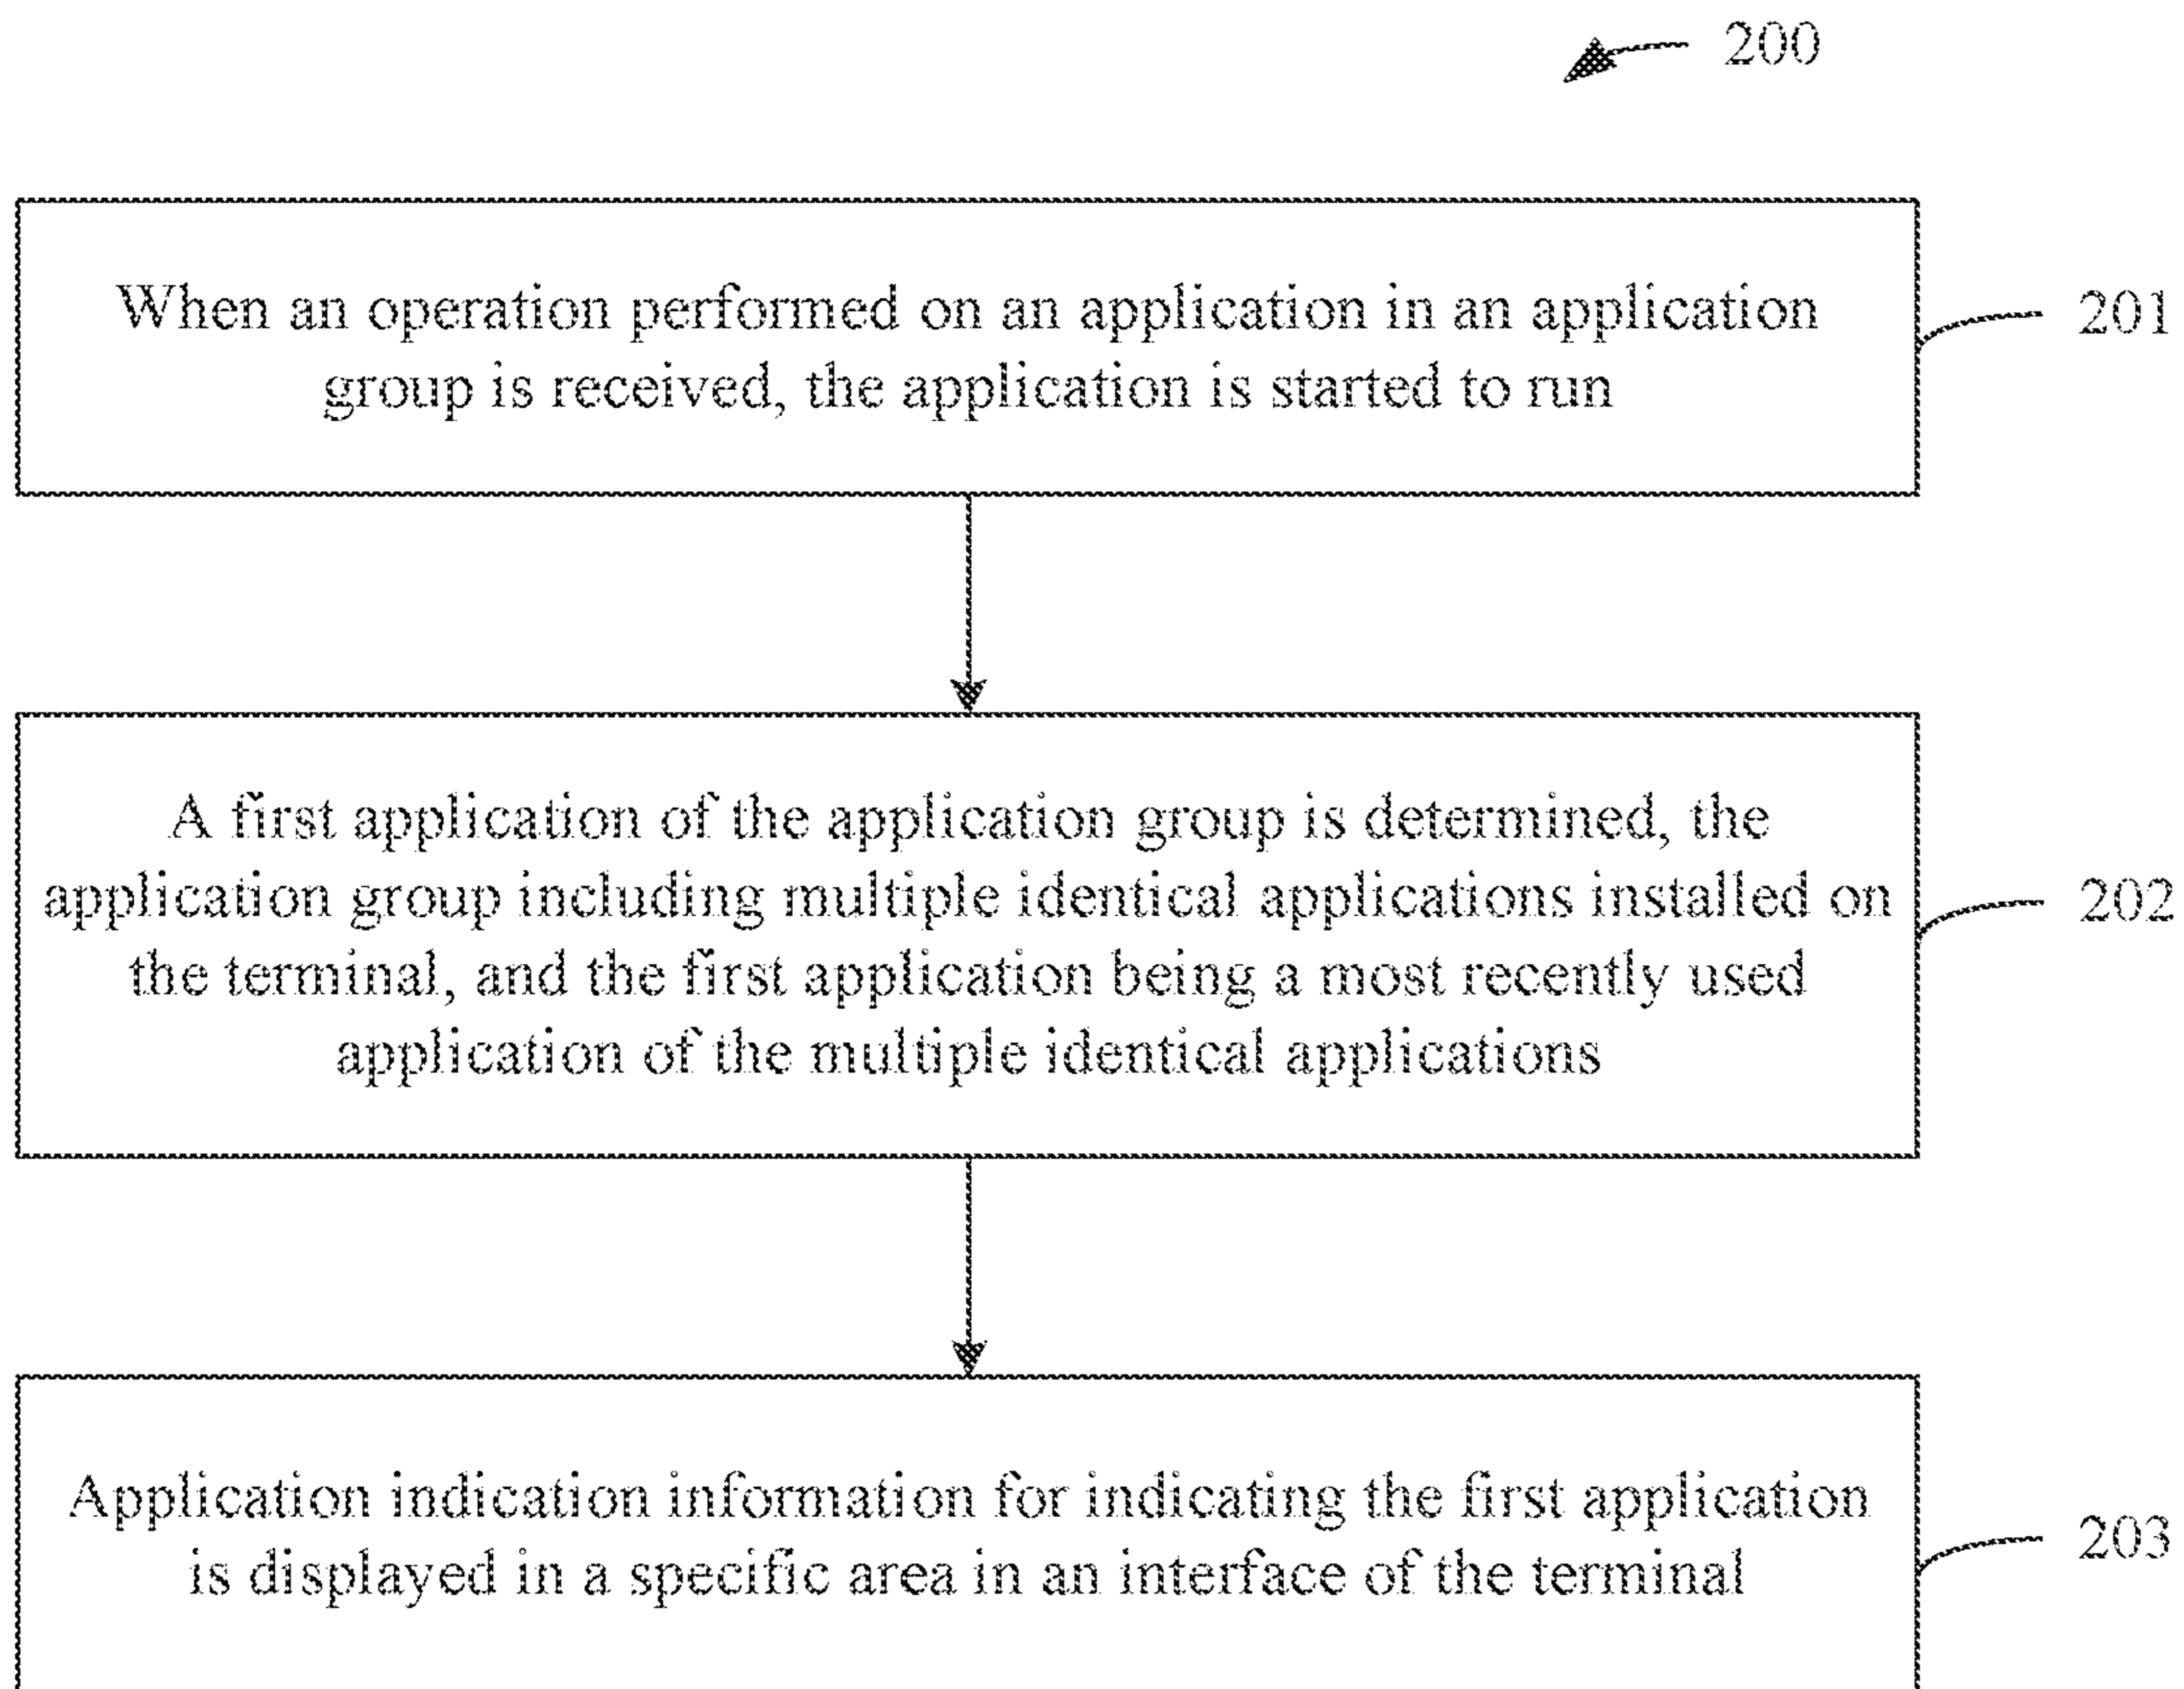 200
When an operation performed on an application in an application
group is received, the application is started to run
201
A first application of the application group is determined, the
application group including multiple identical applications installed on
the terminal, and the first application being a most recently used
application of the multiple identical applications
202
Application indication information for indicating the first application
is displayed in a specific area in an interface of the terminal
203